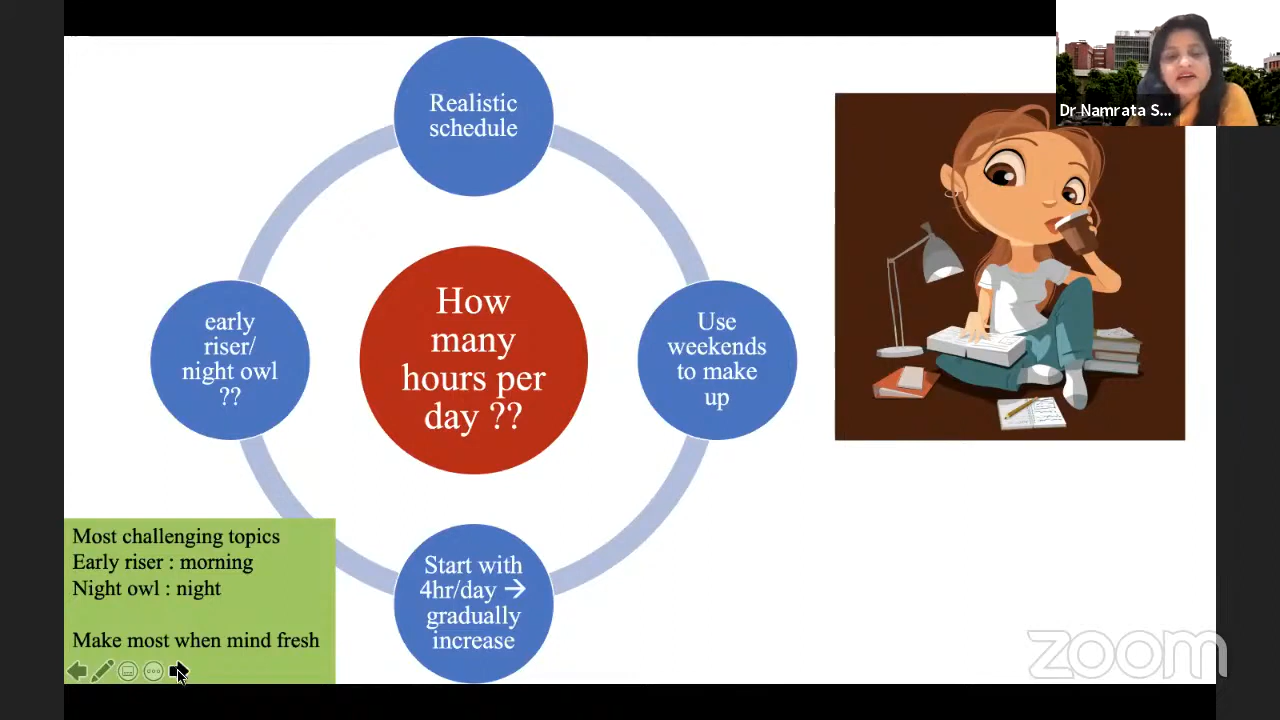 Dr Namrata S...
Realistic
schedule
How
many
hours per
day ??
early
riser/
night owl
??
Use
weekends
to make
up
Start with
4hr/day →
gradually
increase
Most challenging topics
Early riser : morning
Night owl : night
Make most when mind fresh
zoom